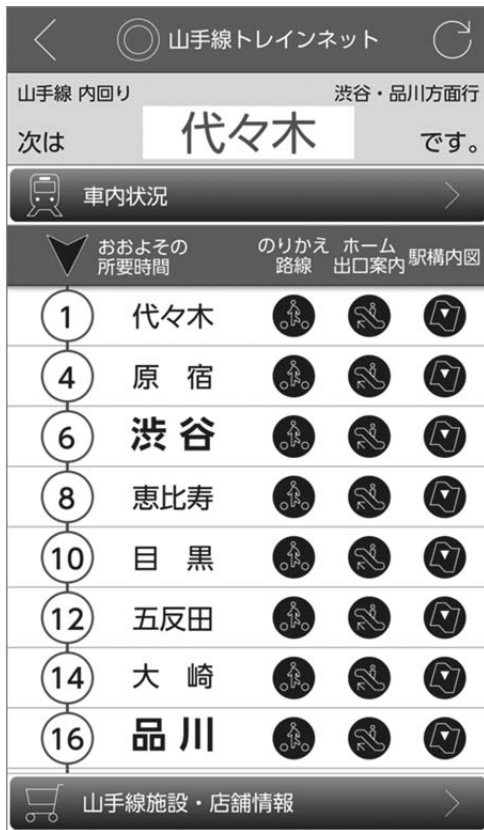 山手線トレインネット
山手線 内回り 渋谷・品川方面行
次は 代々木 です。
車内状況
おおよその所要時間 のりかえ路線 ホーム出口案内 駅構内図
1 代々木
4 原 宿
6 渋 谷
8 恵比寿
10 目 黒
12 五反田
14 大 崎
16 品 川
山手線施設・店舗情報